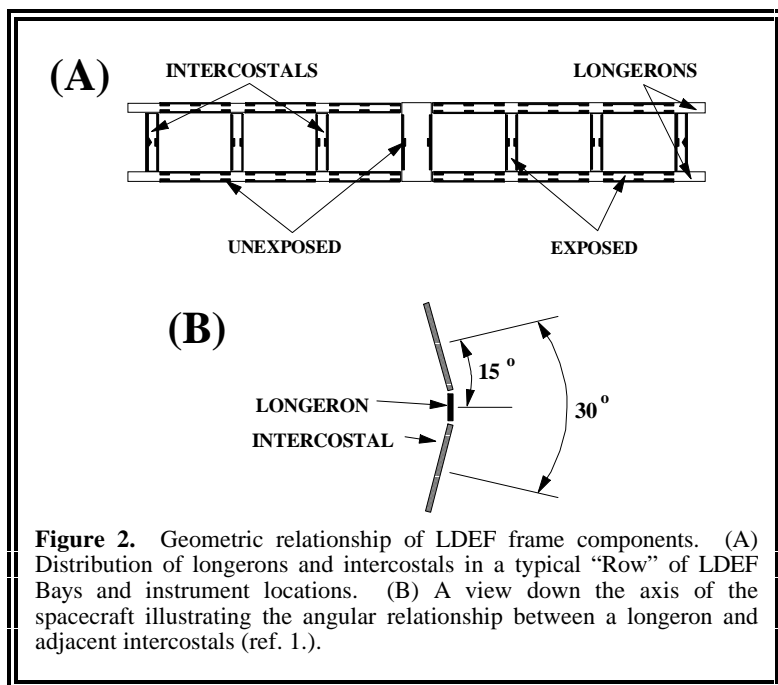 (A)
INTERCOSTALS
LONGERONS
UNEXPOSED
EXPOSED
(B)
15 o
LONGERON
30 o
INTERCOSTAL
Figure 2. Geometric relationship of LDEF frame components. (A)
Distribution of longerons and intercostals in a typical “Row” of LDEF
Bays and instrument locations. (B) A view down the axis of the
spacecraft illustrating the angular relationship between a longeron and
adjacent intercostals (ref. 1.).